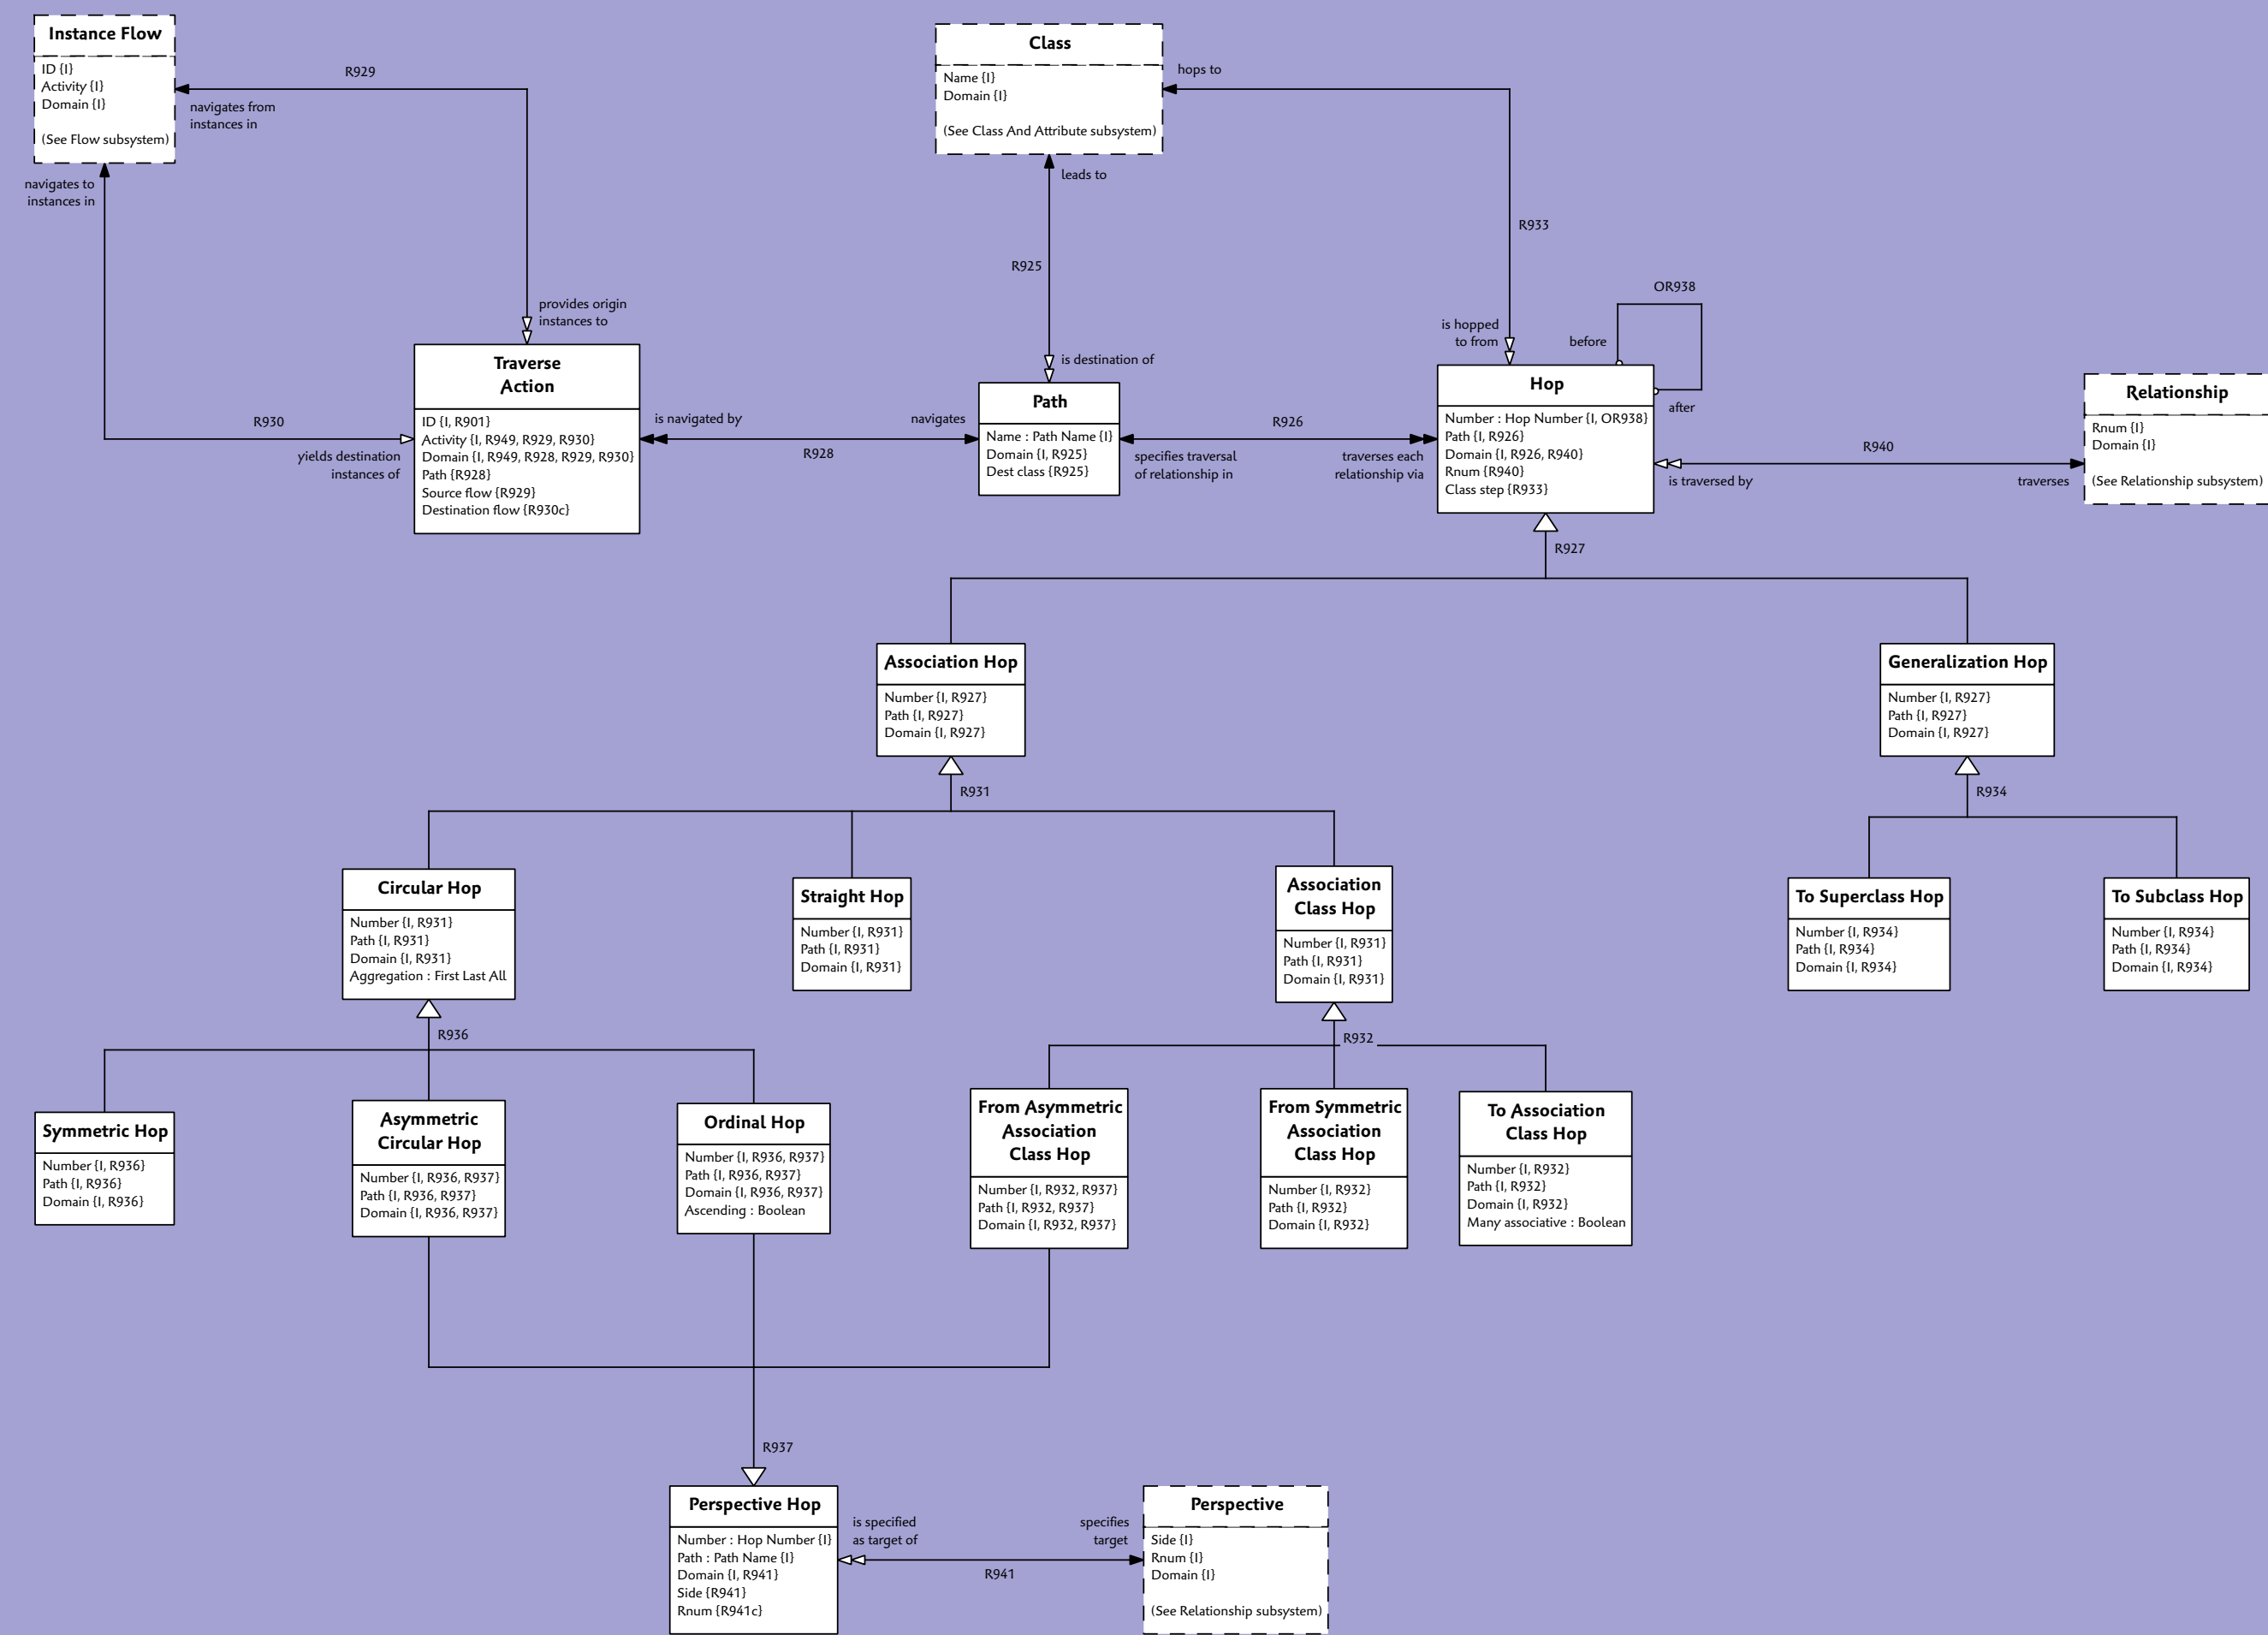 Instance Flow
ID {I}
Activity {I}
Domain {I}
(See Flow subsystem)
R929
navigates from
instances in
navigates to
instances in
Class
Name {I}
Domain {I}
(See Class And Attribute subsystem)
hops to
leads to
R933
R925
OR938
provides origin
instances to
is hopped
to from
before
is destination of
after
R930
yields destination
instances of
Traverse
Action
ID {I, R901}
Activity {I, R949, R929, R930}
Domain {I, R949, R928, R929, R930}
Path {R928}
Source flow {R929}
Destination flow {R930c}
is navigated by
navigates
R928
Path
Name : Path Name {I}
Domain {I, R925}
Dest class {R925}
R926
specifies traversal
of relationship in
traverses each
relationship via
Hop
Number : Hop Number {I, OR938}
Path {I, R926}
Domain {I, R926, R940}
Rnum {R940}
Class step {R933}
R940
is traversed by
traverses
Relationship
Rnum {I}
Domain {I}
(See Relationship subsystem)
R927
Association Hop
Number {I, R927}
Path {I, R927}
Domain {I, R927}
Generalization Hop
Number {I, R927}
Path {I, R927}
Domain {I, R927}
R931
R934
Circular Hop
Number {I, R931}
Path {I, R931}
Domain {I, R931}
Aggregation : First Last All
Straight Hop
Number {I, R931}
Path {I, R931}
Domain {I, R931}
Association
Class Hop
Number {I, R931}
Path {I, R931}
Domain {I, R931}
To Superclass Hop
Number {I, R934}
Path {I, R934}
Domain {I, R934}
To Subclass Hop
Number {I, R934}
Path {I, R934}
Domain {I, R934}
R936
R932
Symmetric Hop
Number {I, R936}
Path {I, R936}
Domain {I, R936}
Asymmetric
Circular Hop
Number {I, R936, R937}
Path {I, R936, R937}
Domain {I, R936, R937}
Ordinal Hop
Number {I, R936, R937}
Path {I, R936, R937}
Domain {I, R936, R937}
Ascending : Boolean
From Asymmetric
Association
Class Hop
Number {I, R932, R937}
Path {I, R932, R937}
Domain {I, R932, R937}
From Symmetric
Association
Class Hop
Number {I, R932}
Path {I, R932}
Domain {I, R932}
To Association
Class Hop
Number {I, R932}
Path {I, R932}
Domain {I, R932}
Many associative : Boolean
R937
Perspective Hop
Number : Hop Number {I}
Path : Path Name {I}
Domain {I, R941}
Side {R941}
Rnum {R941c}
is specified
as target of
specifies
target
R941
Perspective
Side {I}
Rnum {I}
Domain {I}
(See Relationship subsystem)